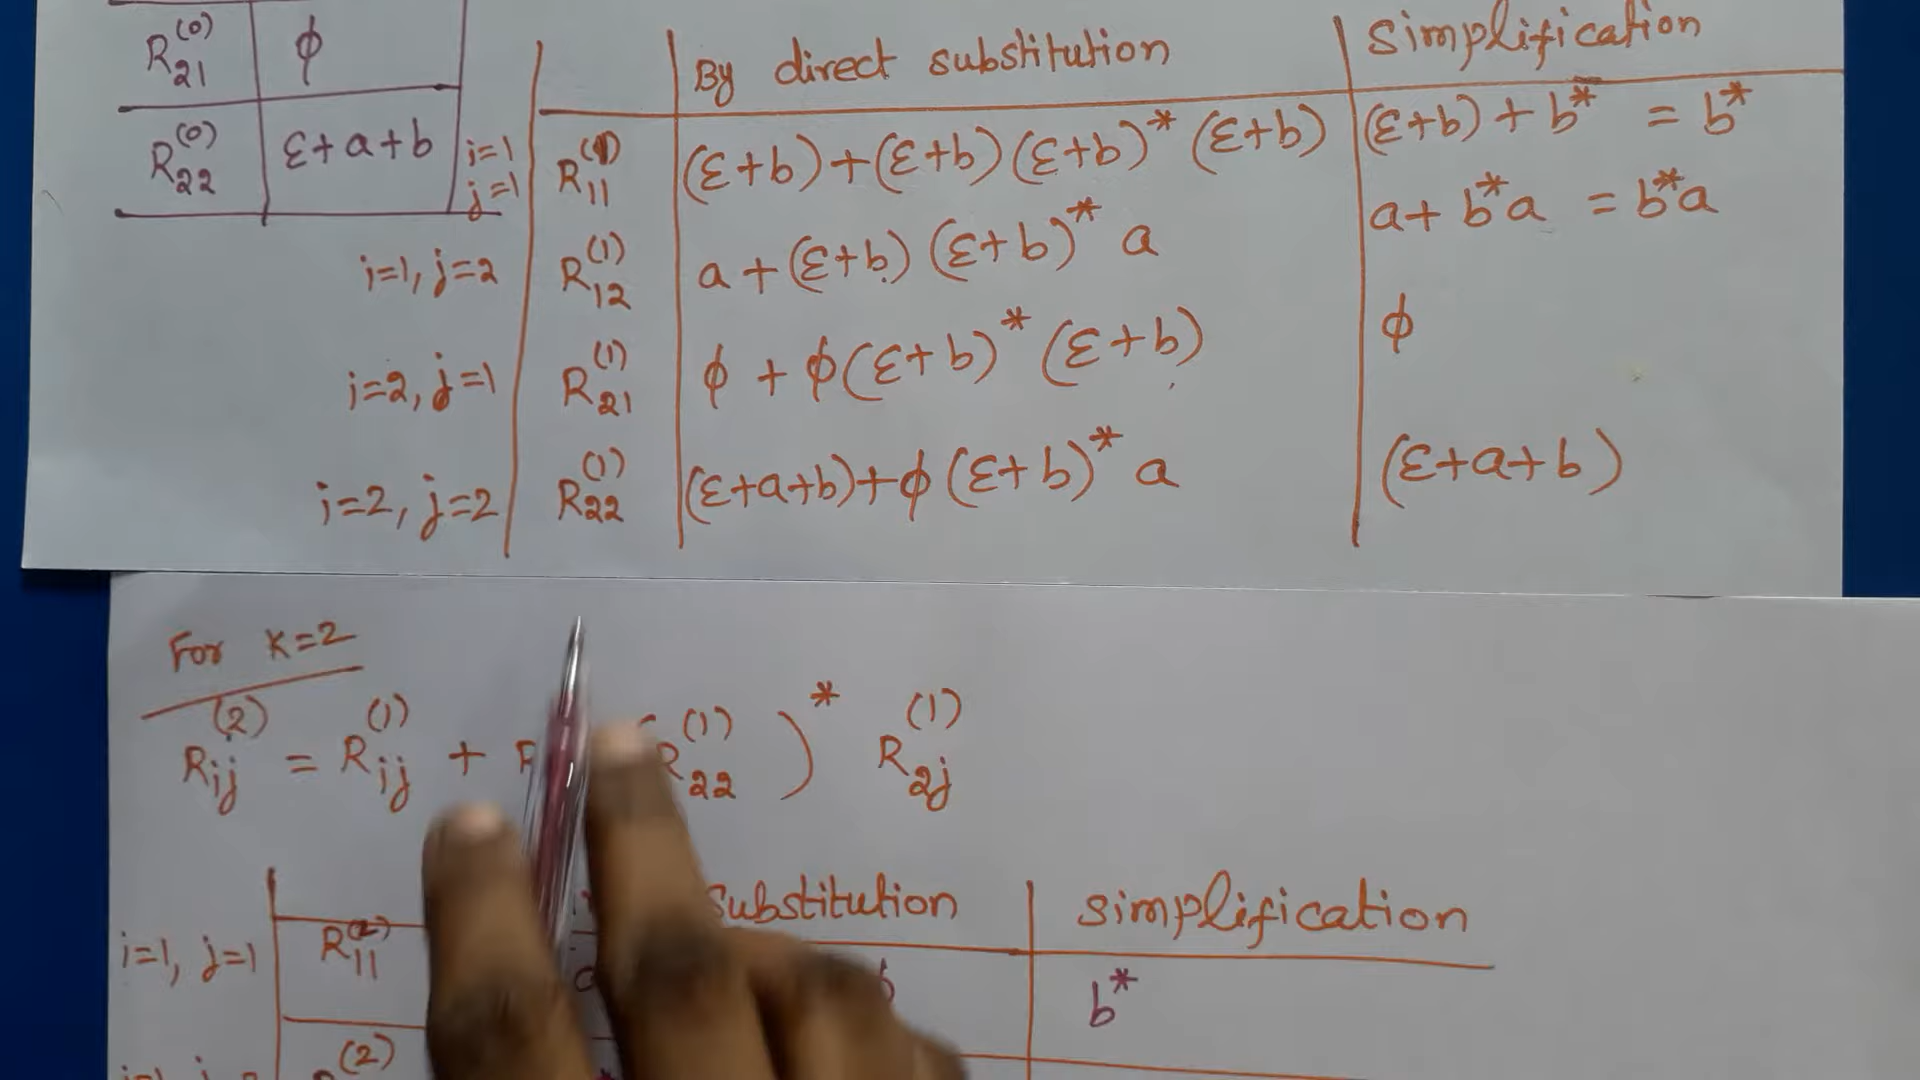 R₂₁⁽⁰⁾ ϕ
R₂₂⁽⁰⁾ ε+a+b
By direct substitution Simplification
i=1 j=1 R₁₁⁽¹⁾ (ε+b)+(ε+b)(ε+b)* (ε+b) (ε+b)+b* = b*
i=1, j=2 R₁₂⁽¹⁾ a+(ε+b)(ε+b)* a a+b*a = b*a
i=2, j=1 R₂₁⁽¹⁾ ϕ + ϕ(ε+b)* (ε+b) ϕ
i=2, j=2 R₂₂⁽¹⁾ (ε+a+b)+ϕ(ε+b)* a (ε+a+b)
For K=2
Rᵢⱼ⁽²⁾ = Rᵢⱼ⁽¹⁾ + R R₂₂⁽¹⁾ )* R₂ⱼ⁽¹⁾
substitution simplification
i=1, j=1 R₁₁⁽²⁾ b*
(2)